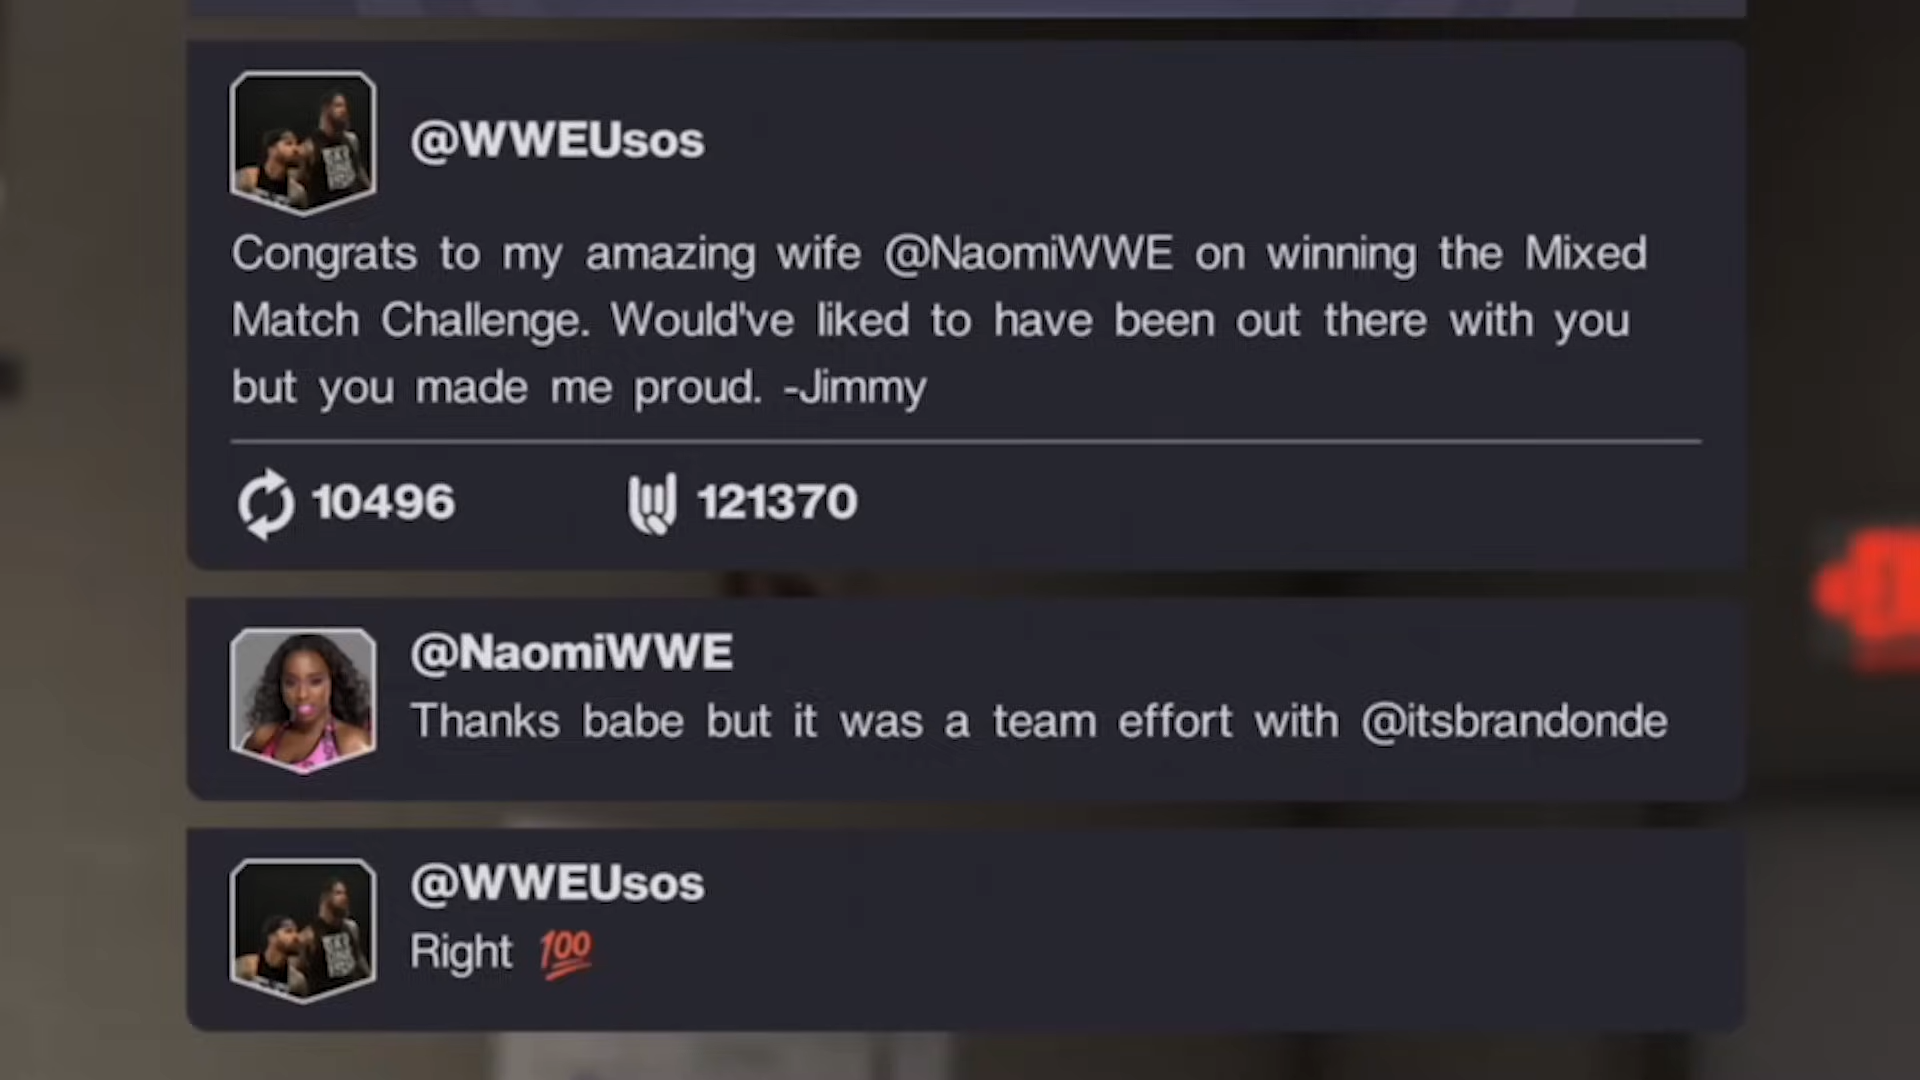 @WWEUsos
Congrats to my amazing wife @NaomiWWE on winning the Mixed
Match Challenge. Would've liked to have been out there with you
but you made me proud. -Jimmy
10496 121370
@NaomiWWE
Thanks babe but it was a team effort with @itsbrandonde
@WWEUsos
Right 💯